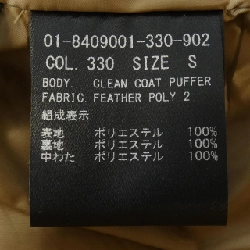 01-8409001-330-902
COL. 330 SIZE S
BODY. CLEAN COAT PUFFER
FABRIC FEATHER POLY 2
組成表示
表地 ポリエステル 100%
裏地 ポリエステル 100%
中わた ポリエステル 100%